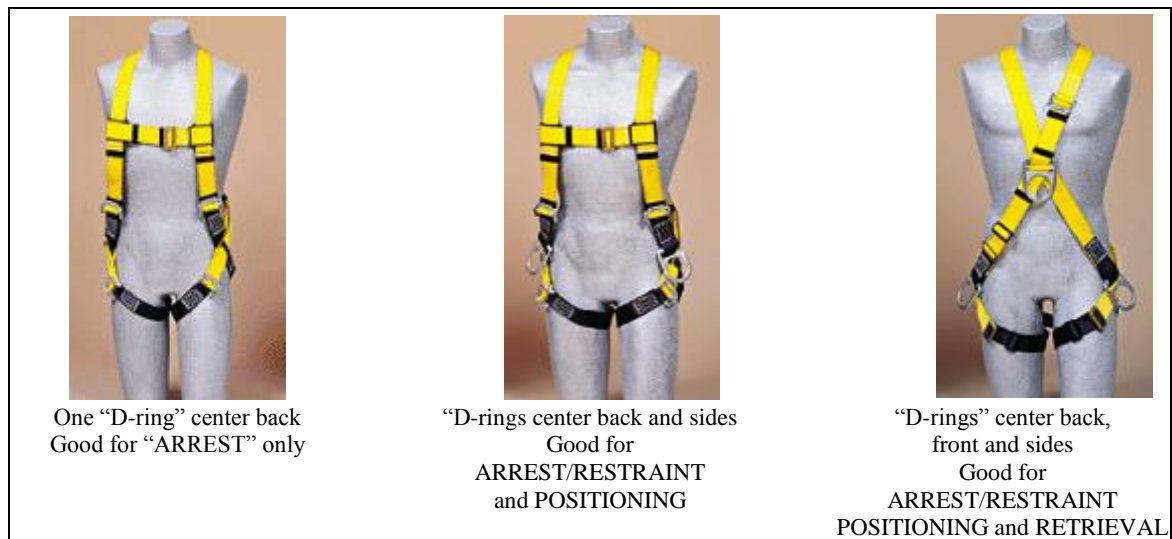 One “D-ring” center back
Good for “ARREST” only
“D-rings center back and sides
Good for
ARREST/RESTRAINT
and POSITIONING
“D-rings” center back,
front and sides
Good for
ARREST/RESTRAINT
POSITIONING and RETRIEVAL